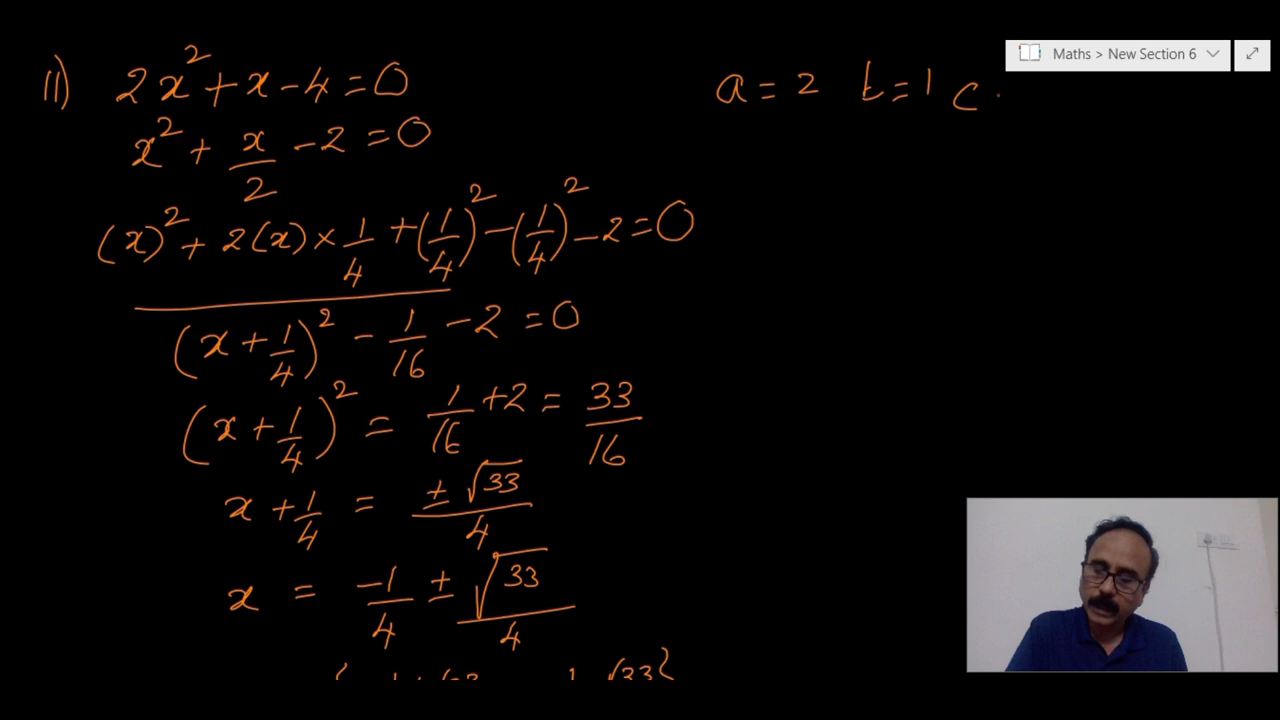 Maths > New Section 6
11) 2x² + x - 4 = 0
a = 2 b = 1 c
x² + x/2 - 2 = 0
(x)² + 2(x) × 1/4 + (1/4)² - (1/4)² - 2 = 0
(x + 1/4)² - 1/16 - 2 = 0
(x + 1/4)² = 1/16 + 2 = 33/16
x + 1/4 = ± √33/4
x = -1/4 ± √33/4